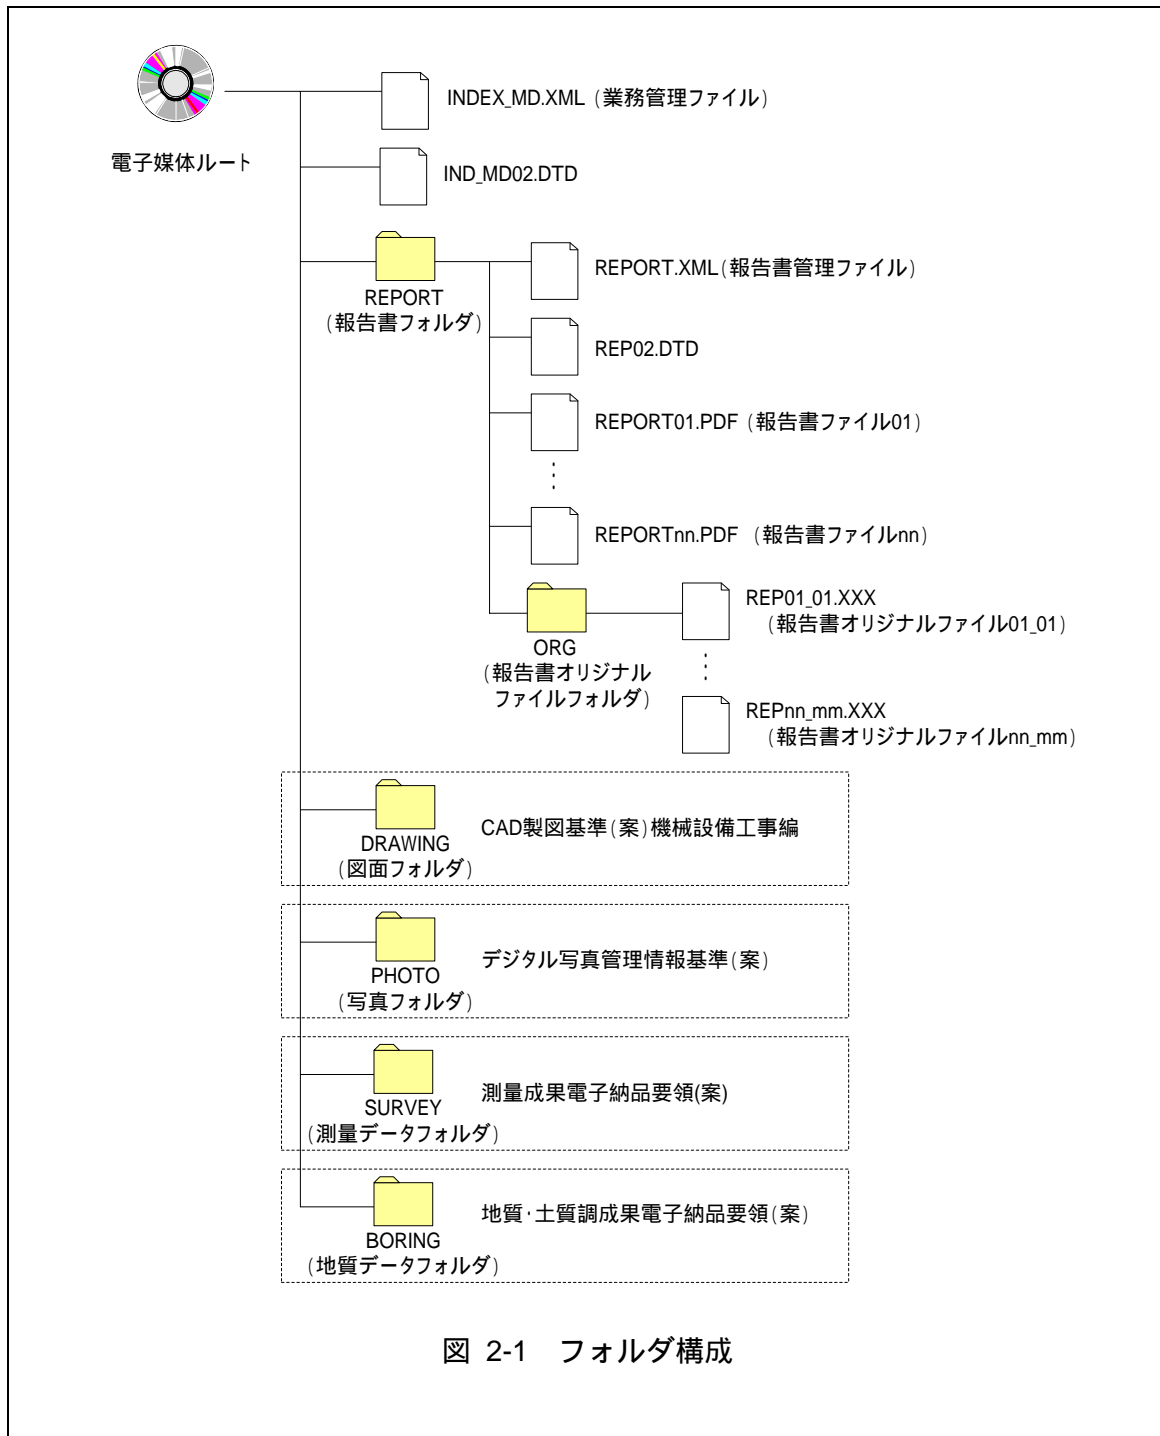 電子媒体ルート
INDEX_MD.XML (業務管理ファイル)
IND_MD02.DTD
REPORT
(報告書フォルダ)
REPORT.XML(報告書管理ファイル)
REP02.DTD
REPORT01.PDF (報告書ファイル01)
REPORTnn.PDF (報告書ファイルnn)
ORG
(報告書オリジナル
ファイルフォルダ)
REP01_01.XXX
(報告書オリジナルファイル01_01)
REPnn_mm.XXX
(報告書オリジナルファイルnn_mm)
DRAWING
(図面フォルダ)
CAD製図基準(案)機械設備工事編
PHOTO
(写真フォルダ)
デジタル写真管理情報基準(案)
SURVEY
(測量データフォルダ)
測量成果電子納品要領(案)
BORING
(地質データフォルダ)
地質･土質調成果電子納品要領(案)
図 2-1 フォルダ構成